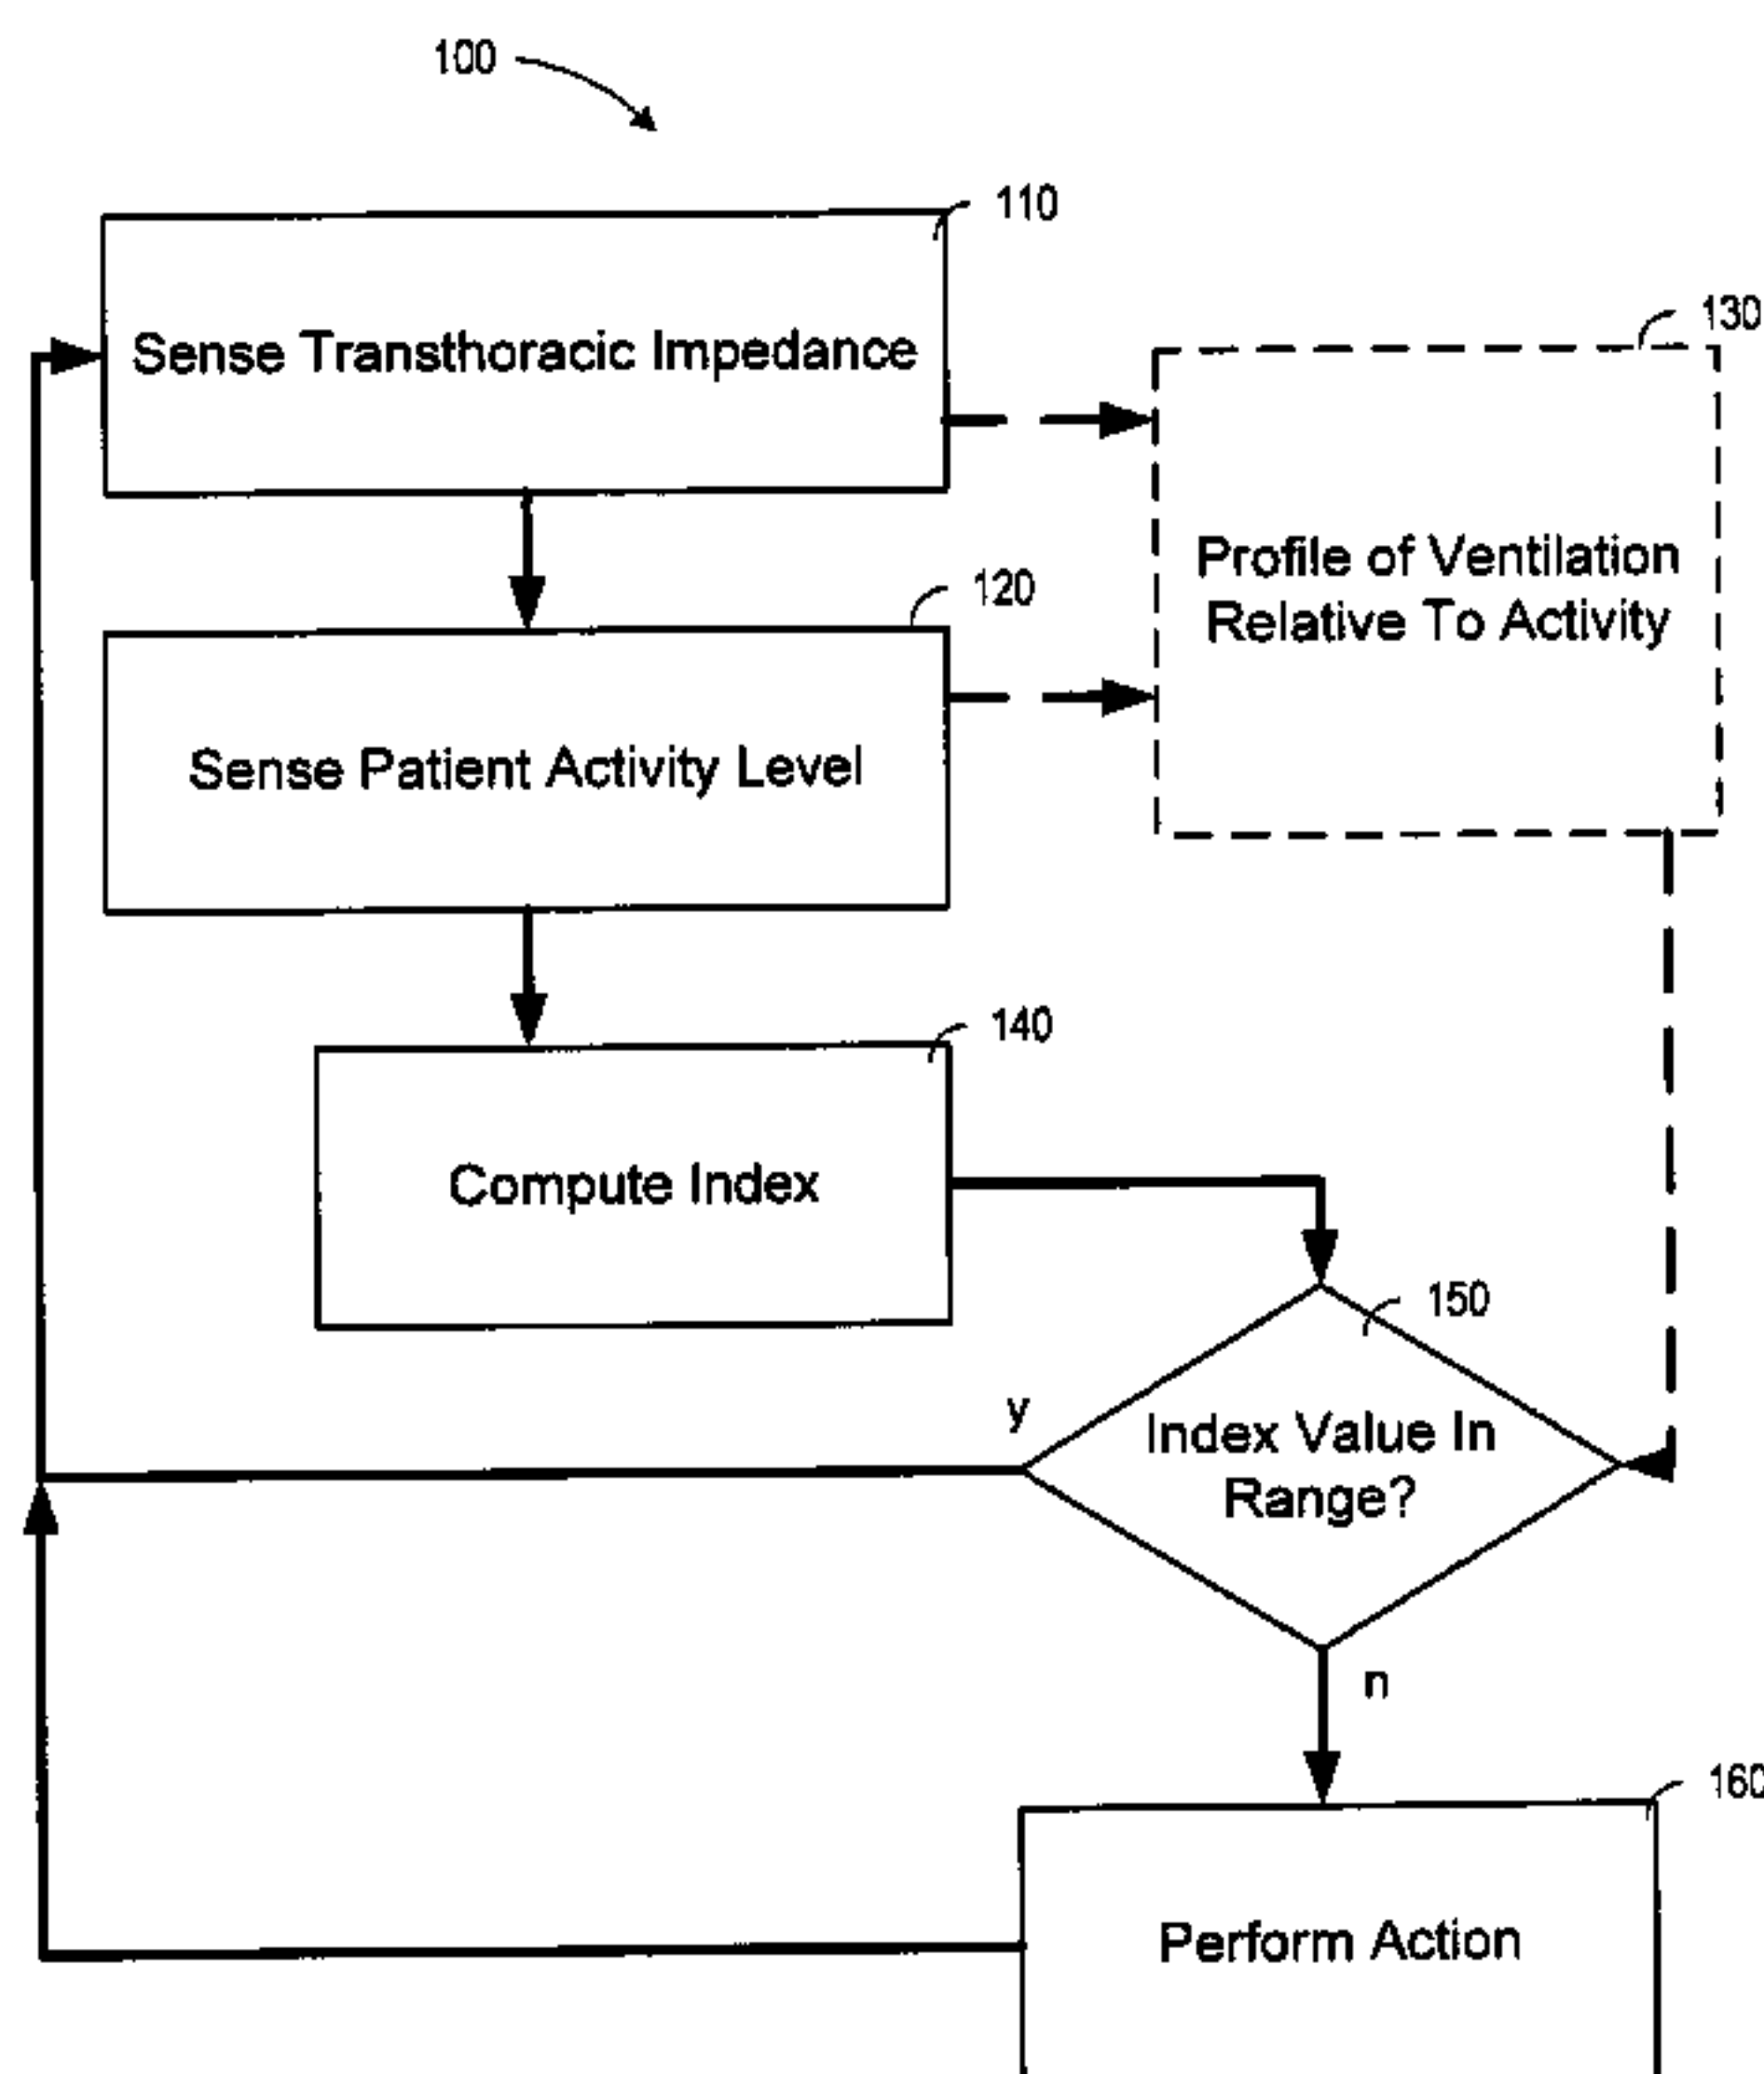 100
110
Sense Transthoracic Impedance
130
Profile of Ventilation
Relative To Activity
120
Sense Patient Activity Level
140
Compute Index
150
y
Index Value In
Range?
n
160
Perform Action